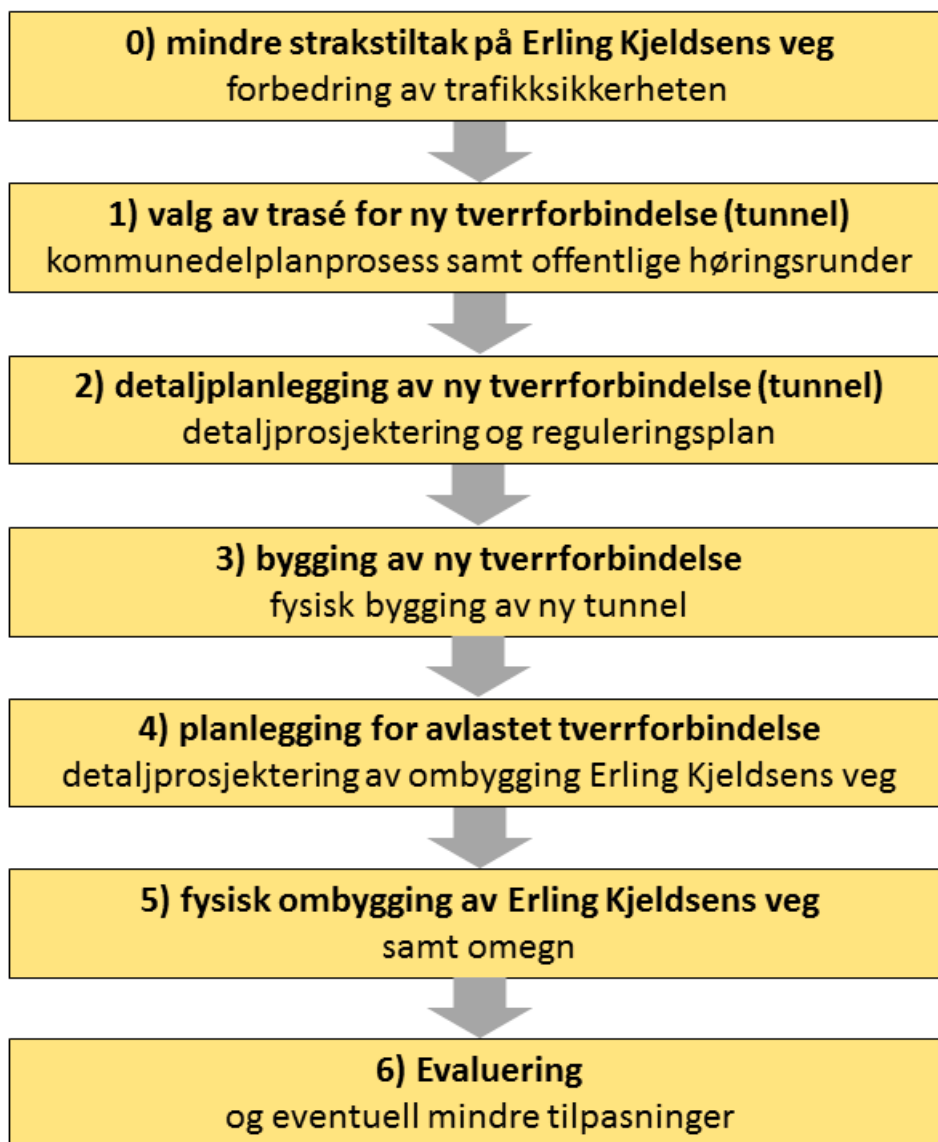 0) mindre strakstiltak på Erling Kjeldsens veg
forbedring av trafikksikkerheten
1) valg av trasé for ny tverrforbindelse (tunnel)
kommunedelplanprosess samt offentlige høringsrunder
2) detaljplanlegging av ny tverrforbindelse (tunnel)
detaljprosjektering og reguleringsplan
3) bygging av ny tverrforbindelse
fysisk bygging av ny tunnel
4) planlegging for avlastet tverrforbindelse
detaljprosjektering av ombygging Erling Kjeldsens veg
5) fysisk ombygging av Erling Kjeldsens veg
samt omegn
6) Evaluering
og eventuell mindre tilpasninger